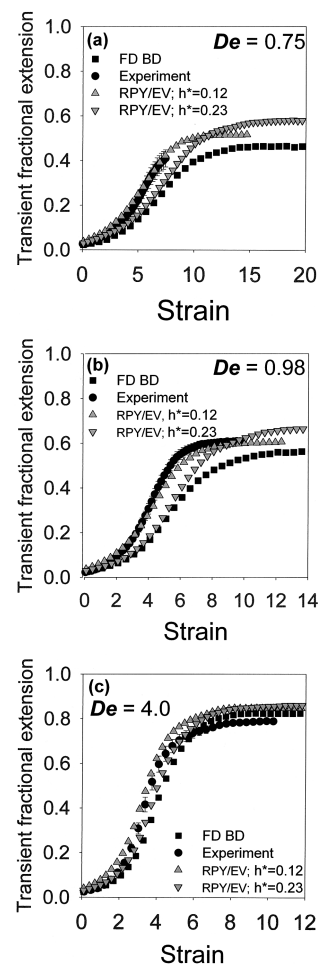 (a)
De = 0.75
FD BD
Experiment
RPY/EV; h*=0.12
RPY/EV; h*=0.23
Transient fractional extension
1.0
0.8
0.6
0.4
0.2
0.0
0 5 10 15 20
Strain
(b)
De = 0.98
FD BD
Experiment
RPY/EV, h*=0.12
RPY/EV; h*=0.23
Transient fractional extension
1.0
0.8
0.6
0.4
0.2
0.0
0 2 4 6 8 10 12 14
Strain
(c)
De = 4.0
FD BD
Experiment
RPY/EV; h*=0.12
RPY/EV; h*=0.23
Transient fractional extension
1.0
0.8
0.6
0.4
0.2
0.0
0 2 4 6 8 10 12
Strain